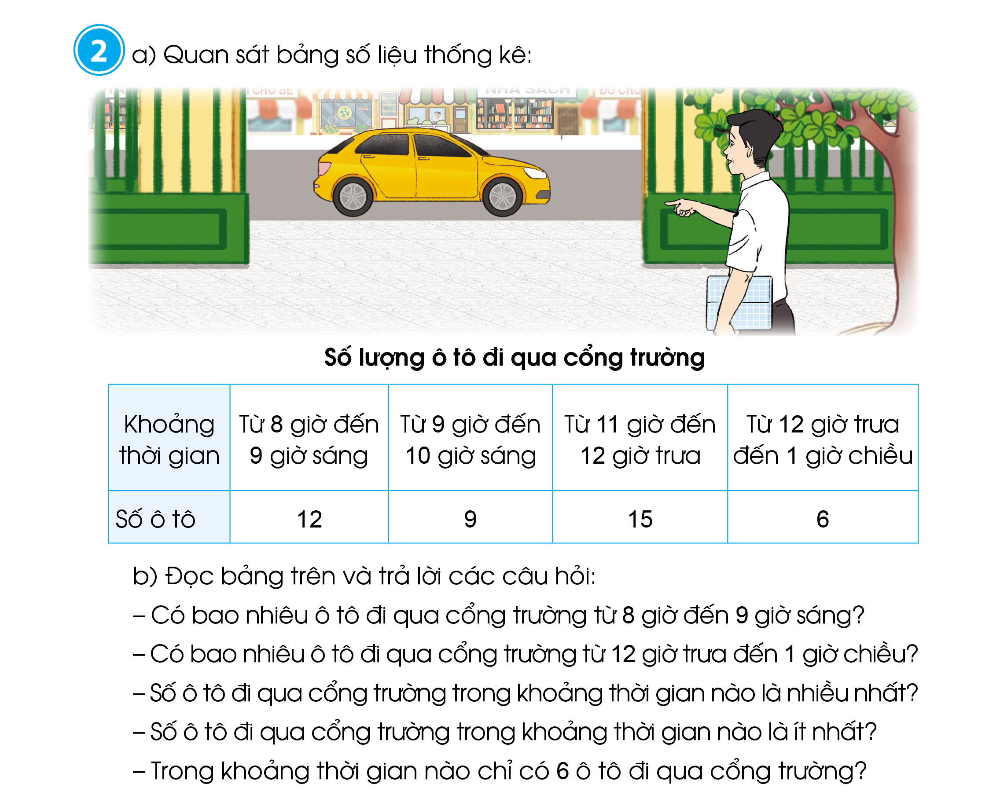 2
a) Quan sát bảng số liệu thống kê:
I CHO BÉ
NHÀ SÁCH
ĐỒ CHƠ
OPEN
Số lượng ô tô đi qua cổng trường
Khoảng thời gian
Từ 8 giờ đến 9 giờ sáng
Từ 9 giờ đến 10 giờ sáng
Từ 11 giờ đến 12 giờ trưa
Từ 12 giờ trưa đến 1 giờ chiều
Số ô tô
12
9
15
6
b) Đọc bảng trên và trả lời các câu hỏi:
– Có bao nhiêu ô tô đi qua cổng trường từ 8 giờ đến 9 giờ sáng?
– Có bao nhiêu ô tô đi qua cổng trường từ 12 giờ trưa đến 1 giờ chiều?
– Số ô tô đi qua cổng trường trong khoảng thời gian nào là nhiều nhất?
– Số ô tô đi qua cổng trường trong khoảng thời gian nào là ít nhất?
– Trong khoảng thời gian nào chỉ có 6 ô tô đi qua cổng trường?